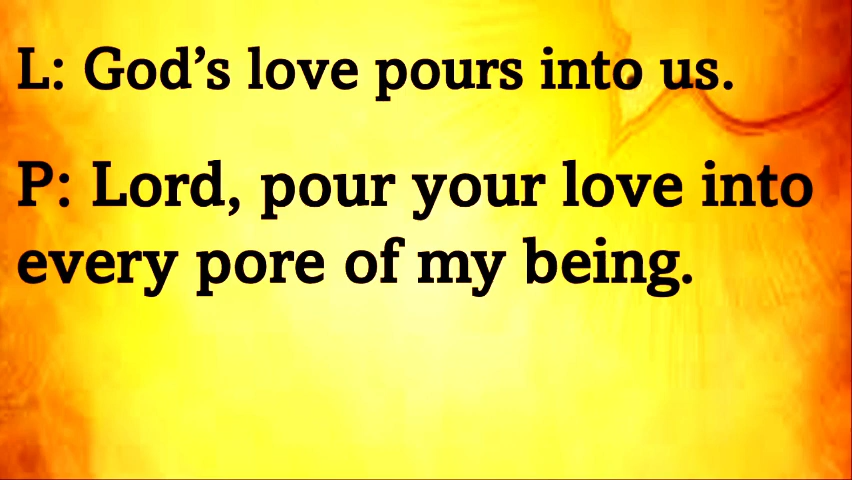 L: God’s love pours into us.
P: Lord, pour your love into
every pore of my being.